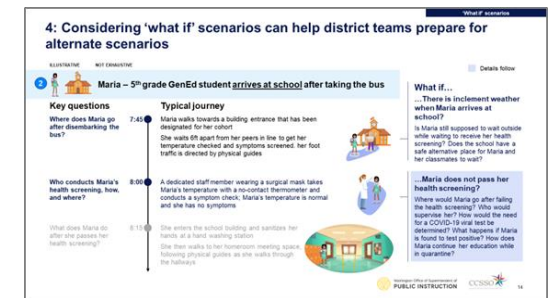 'What if' scenarios
4: Considering 'what if' scenarios can help district teams prepare for
alternate scenarios
ILLUSTRATIVE NOT EXHAUSTIVE
Details follow
2 Maria – 5th grade GenEd student arrives at school after taking the bus
Key questions
Typical journey
Where does Maria go
after disembarking the
bus?
7:45
Maria walks towards a building entrance that has been
designated for her cohort
She waits 6ft apart from her peers in line to get her
temperature checked and symptoms screened. her foot
traffic is directed by physical guides
Who conducts Maria's
health screening, how,
and where?
8:00
A dedicated staff member wearing a surgical mask takes
Maria's temperature with a no-contact thermometer and
conducts a symptom check; Maria's temperature is normal
and she has no symptoms
What does Maria do
after she passes her
health screening?
8:15
She enters the school building and sanitizes her
hands at a hand washing station
She then walks to her homeroom meeting space,
following physical guides as she walks through
the hallways
What if…
…There is inclement weather
when Maria arrives at
school?
Is Maria still supposed to wait outside
while waiting to receive her health
screening? Does the school have a
safe alternative place for Maria and
her classmates to wait?
…Maria does not pass her
health screening?
Where would Maria go after failing
the health screening? Who would
supervise her? How would the need
for a COVID-19 viral test be
determined? What happens if Maria
is found to test positive? How does
Maria continue her education while
in quarantine?
Washington Office of Superintendent of
PUBLIC INSTRUCTION
CCSSO
14